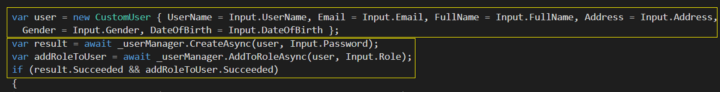 var user = new CustomUser { UserName = Input.UserName, Email = Input.Email, FullName = Input.FullName, Address = Input.Address,
Gender = Input.Gender, DateOfBirth = Input.DateOfBirth };
var result = await _userManager.CreateAsync(user, Input.Password);
var addRoleToUser = await _userManager.AddToRoleAsync(user, Input.Role);
if (result.Succeeded && addRoleToUser.Succeeded)
{